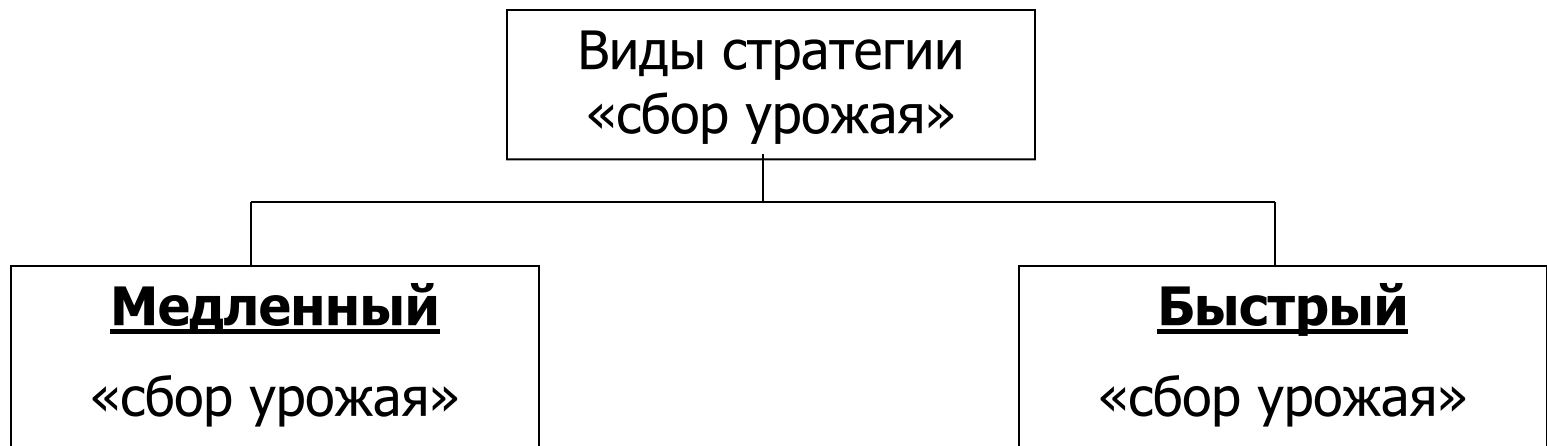 Виды стратегии
«сбор урожая»
Медленный
«сбор урожая»
Быстрый
«сбор урожая»